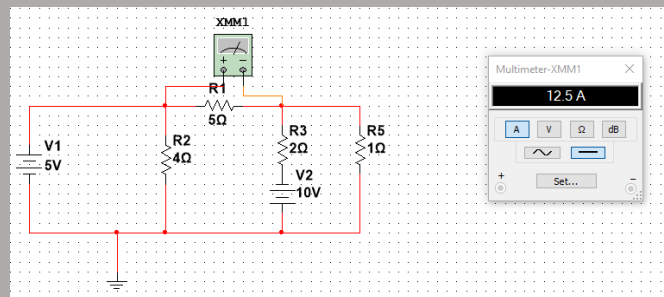 XMM1
R1
5Ω
V1
5V
R2
4Ω
R3
2Ω
V2
10V
R5
1Ω
Multimeter-XMM1
12.5 A
A
V
Ω
dB
+
Set...
−